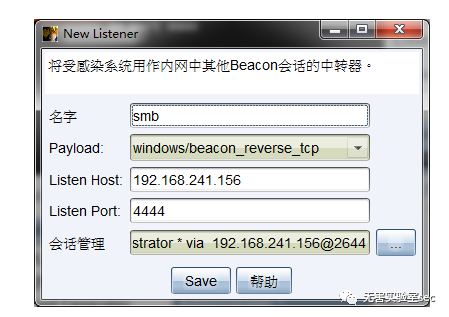 New Listener
将受感染系统用作内网中其他Beacon会话的中转器。
名字 smb
Payload: windows/beacon_reverse_tcp
Listen Host: 192.168.241.156
Listen Port: 4444
会话管理 strator * via 192.168.241.156@2644 ...
Save 帮助
无害实验室sec